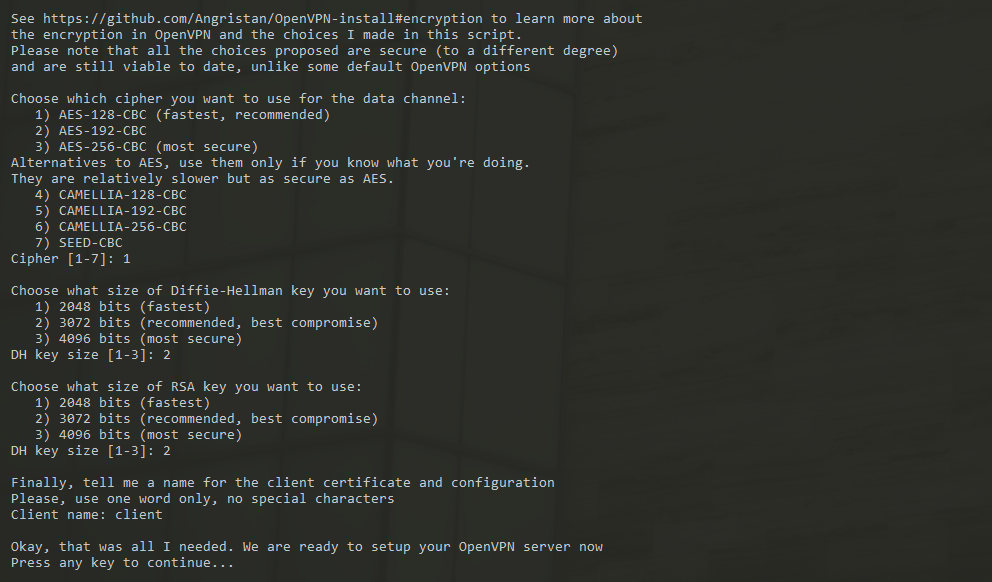 See https://github.com/Angristan/OpenVPN-install#encryption to learn more about
the encryption in OpenVPN and the choices I made in this script.
Please note that all the choices proposed are secure (to a different degree)
and are still viable to date, unlike some default OpenVPN options
Choose which cipher you want to use for the data channel:
1) AES-128-CBC (fastest, recommended)
2) AES-192-CBC
3) AES-256-CBC (most secure)
Alternatives to AES, use them only if you know what you're doing.
They are relatively slower but as secure as AES.
4) CAMELLIA-128-CBC
5) CAMELLIA-192-CBC
6) CAMELLIA-256-CBC
7) SEED-CBC
Cipher [1-7]: 1
Choose what size of Diffie-Hellman key you want to use:
1) 2048 bits (fastest)
2) 3072 bits (recommended, best compromise)
3) 4096 bits (most secure)
DH key size [1-3]: 2
Choose what size of RSA key you want to use:
1) 2048 bits (fastest)
2) 3072 bits (recommended, best compromise)
3) 4096 bits (most secure)
DH key size [1-3]: 2
Finally, tell me a name for the client certificate and configuration
Please, use one word only, no special characters
Client name: client
Okay, that was all I needed. We are ready to setup your OpenVPN server now
Press any key to continue...